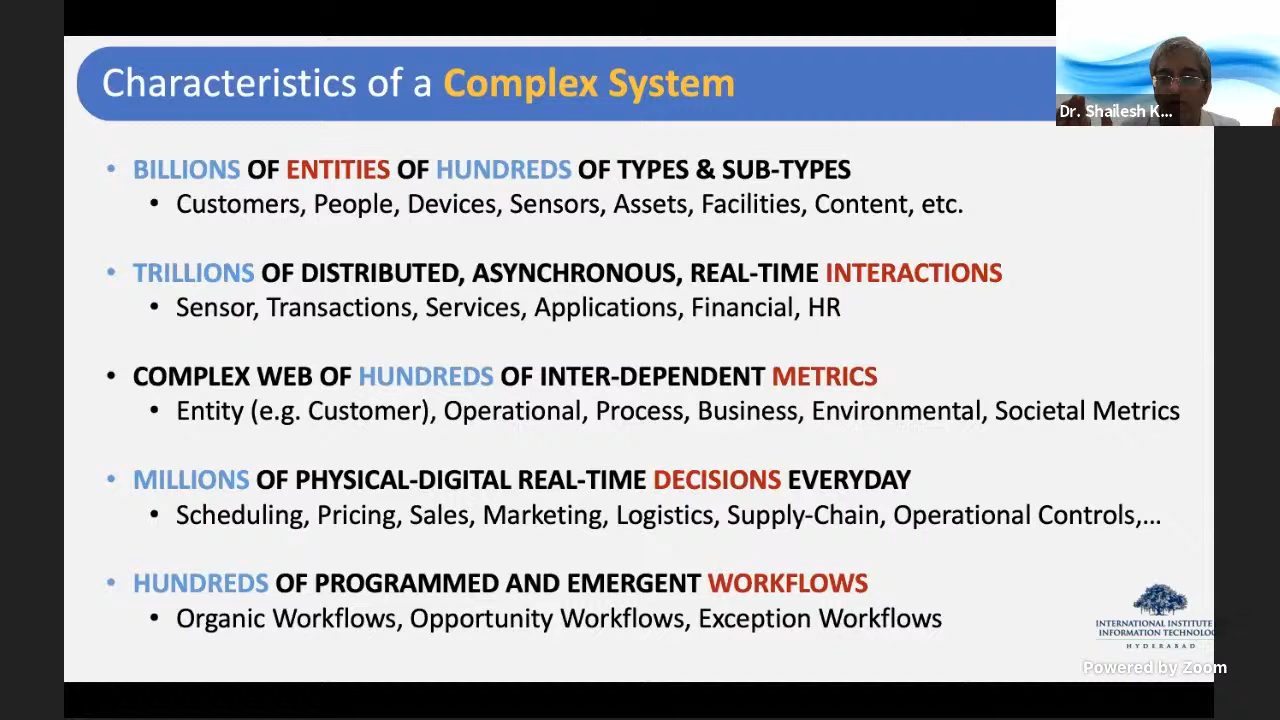 Characteristics of a Complex System
Dr. Shailesh K...
• BILLIONS OF ENTITIES OF HUNDREDS OF TYPES & SUB-TYPES
• Customers, People, Devices, Sensors, Assets, Facilities, Content, etc.
• TRILLIONS OF DISTRIBUTED, ASYNCHRONOUS, REAL-TIME INTERACTIONS
• Sensor, Transactions, Services, Applications, Financial, HR
• COMPLEX WEB OF HUNDREDS OF INTER-DEPENDENT METRICS
• Entity (e.g. Customer), Operational, Process, Business, Environmental, Societal Metrics
• MILLIONS OF PHYSICAL-DIGITAL REAL-TIME DECISIONS EVERYDAY
• Scheduling, Pricing, Sales, Marketing, Logistics, Supply-Chain, Operational Controls,...
• HUNDREDS OF PROGRAMMED AND EMERGENT WORKFLOWS
• Organic Workflows, Opportunity Workflows, Exception Workflows
INTERNATIONAL INSTITUTE
INFORMATION TECHNOLO
HYDERABAD
Powered by Zoom